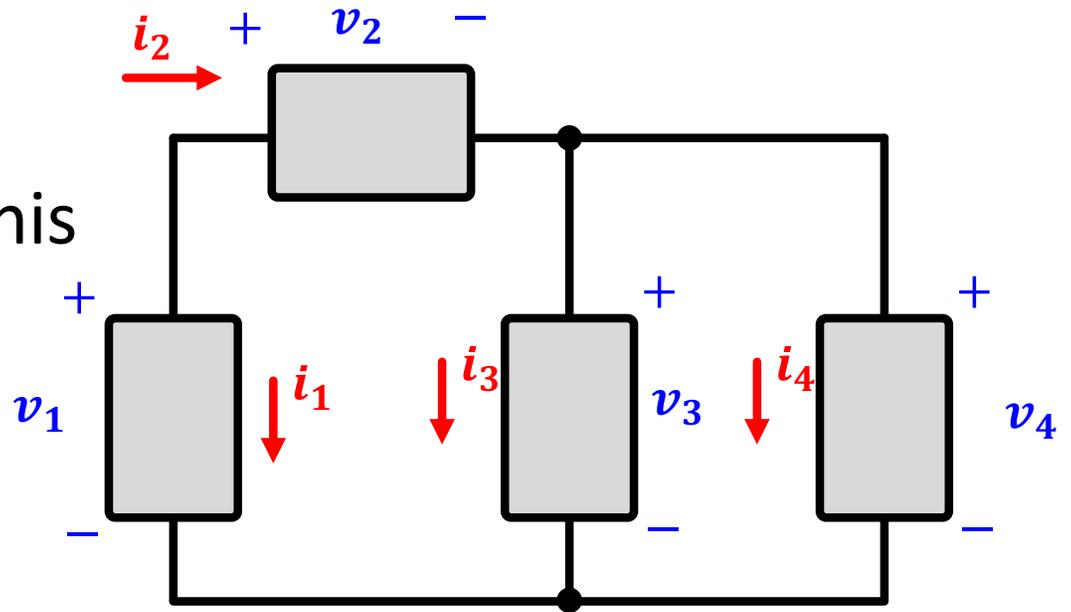 i₂ + v₂ −
his
+ + +
v₁ i₁ i₃ v₃ i₄ v₄
− − −